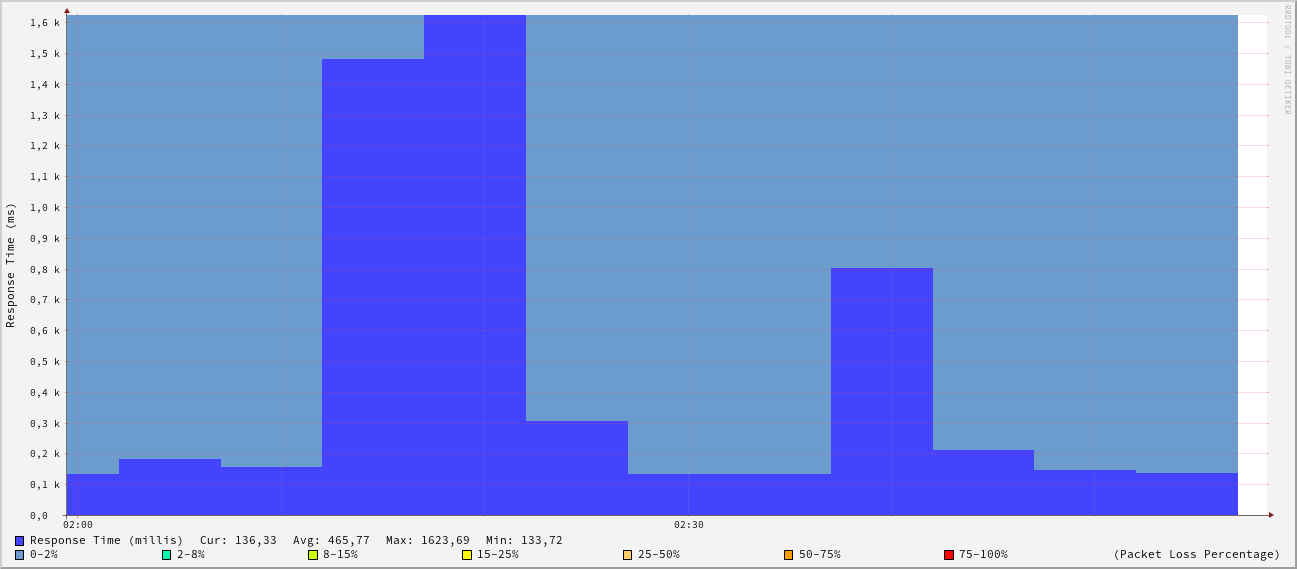 RRDTOOL / TOBI OETIKER
Response Time (ms)
1,6 k
1,5 k
1,4 k
1,3 k
1,2 k
1,1 k
1,0 k
0,9 k
0,8 k
0,7 k
0,6 k
0,5 k
0,4 k
0,3 k
0,2 k
0,1 k
0,0
02:00 02:30
Response Time (millis) Cur: 136,33 Avg: 465,77 Max: 1623,69 Min: 133,72
0-2% 2-8% 8-15% 15-25% 25-50% 50-75% 75-100% (Packet Loss Percentage)